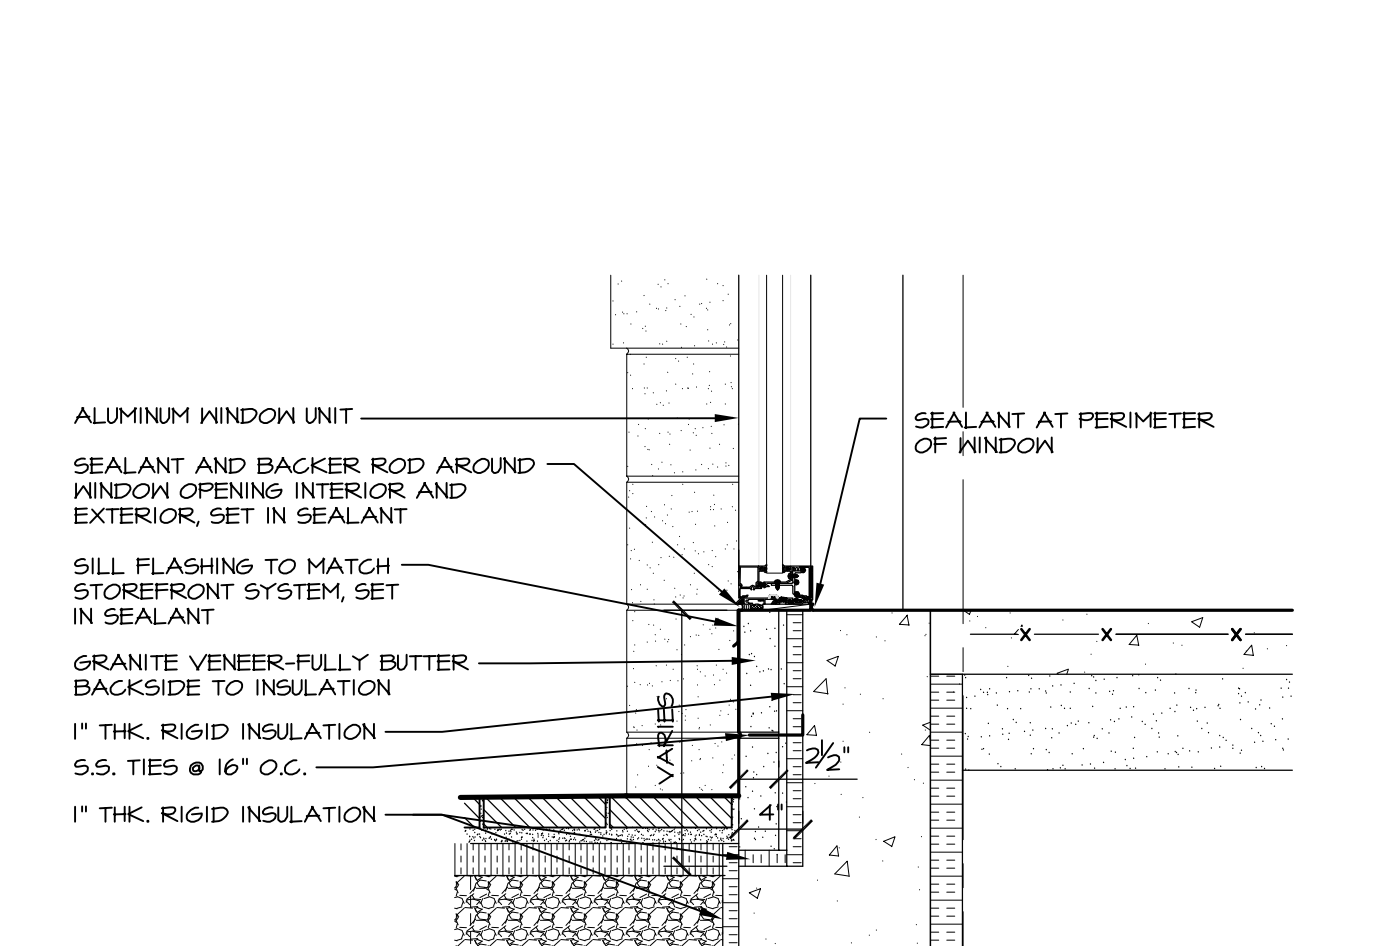 ALUMINUM WINDOW UNIT
SEALANT AT PERIMETER
OF WINDOW
SEALANT AND BACKER ROD AROUND
WINDOW OPENING INTERIOR AND
EXTERIOR, SET IN SEALANT
SILL FLASHING TO MATCH
STOREFRONT SYSTEM, SET
IN SEALANT
GRANITE VENEER-FULLY BUTTER
BACKSIDE TO INSULATION
1" THK. RIGID INSULATION
S.S. TIES @ 16" O.C.
1" THK. RIGID INSULATION
VARIES
2½"
4"
X X X